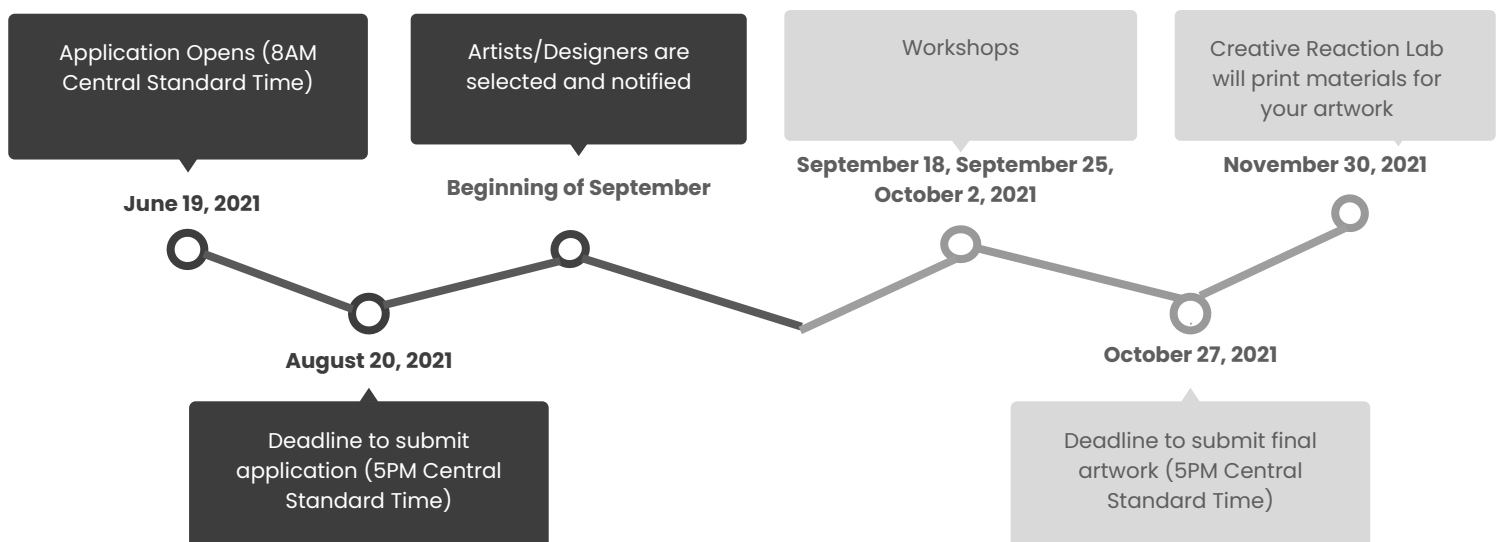 Application Opens (8AM
Central Standard Time)
June 19, 2021
August 20, 2021
Deadline to submit
application (5PM Central
Standard Time)
Artists/Designers are
selected and notified
Beginning of September
Workshops
September 18, September 25,
October 2, 2021
October 27, 2021
Deadline to submit final
artwork (5PM Central
Standard Time)
Creative Reaction Lab
will print materials for
your artwork
November 30, 2021